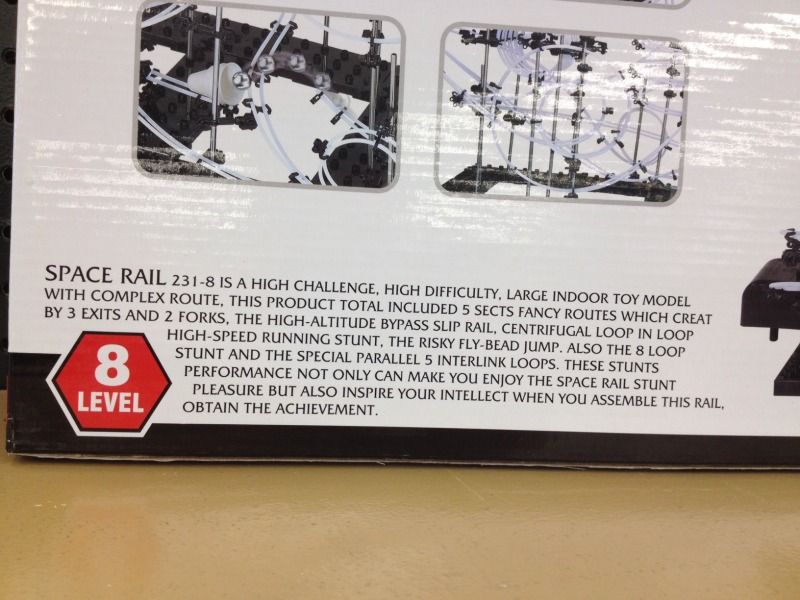 SPACE RAIL 231-8 IS A HIGH CHALLENGE, HIGH DIFFICULTY, LARGE INDOOR TOY MODEL
WITH COMPLEX ROUTE, THIS PRODUCT TOTAL INCLUDED 5 SECTS FANCY ROUTES WHICH CREAT
BY 3 EXITS AND 2 FORKS, THE HIGH-ALTITUDE BYPASS SLIP RAIL, CENTRIFUGAL LOOP IN LOOP
HIGH-SPEED RUNNING STUNT, THE RISKY FLY-BEAD JUMP. ALSO THE 8 LOOP
STUNT AND THE SPECIAL PARALLEL 5 INTERLINK LOOPS. THESE STUNTS
PERFORMANCE NOT ONLY CAN MAKE YOU ENJOY THE SPACE RAIL STUNT
PLEASURE BUT ALSO INSPIRE YOUR INTELLECT WHEN YOU ASSEMBLE THIS RAIL,
OBTAIN THE ACHIEVEMENT.
8
LEVEL